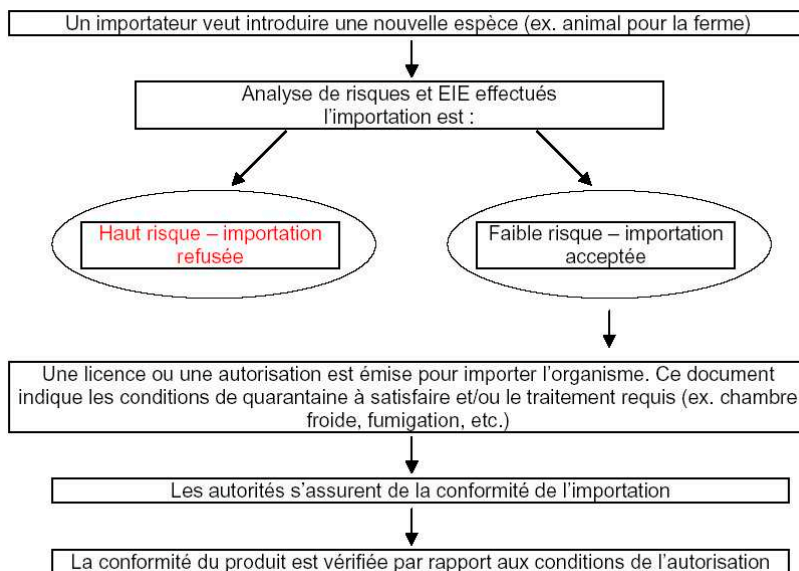 Un importateur veut introduire une nouvelle espèce (ex. animal pour la ferme)
Analyse de risques et EIE effectués
l'importation est :
Haut risque – importation
refusée
Faible risque – importation
acceptée
Une licence ou une autorisation est émise pour importer l'organisme. Ce document
indique les conditions de quarantaine à satisfaire et/ou le traitement requis (ex. chambre
froide, fumigation, etc.)
Les autorités s'assurent de la conformité de l'importation
La conformité du produit est vérifiée par rapport aux conditions de l'autorisation